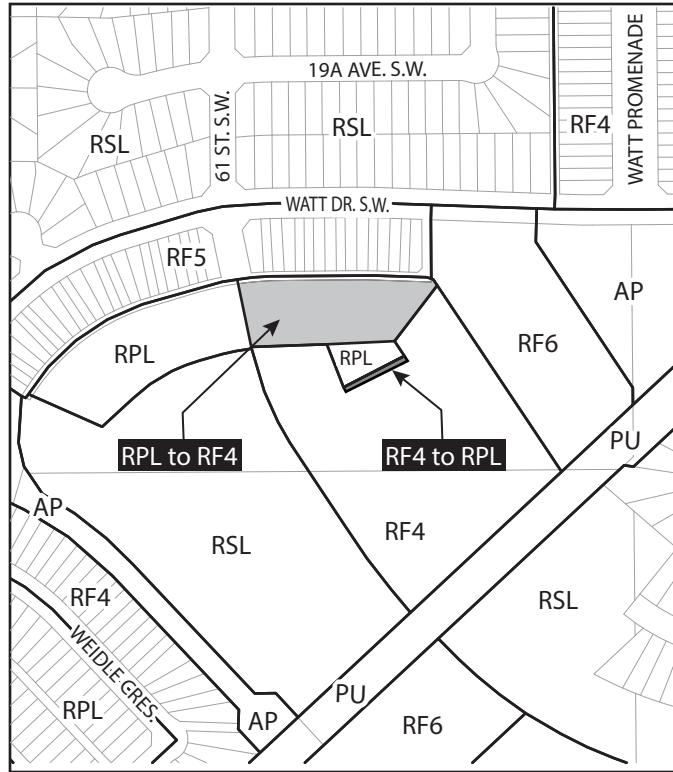 19A AVE. S.W.
61 ST. S.W.
RSL
RSL
RF4
WATT PROMENADE
WATT DR. S.W.
RF5
AP
RPL
RF6
RPL
RPL to RF4
RF4 to RPL
PU
AP
RSL
RF4
RF4
RSL
WEIDLE CRES.
RPL
AP
PU
RF6